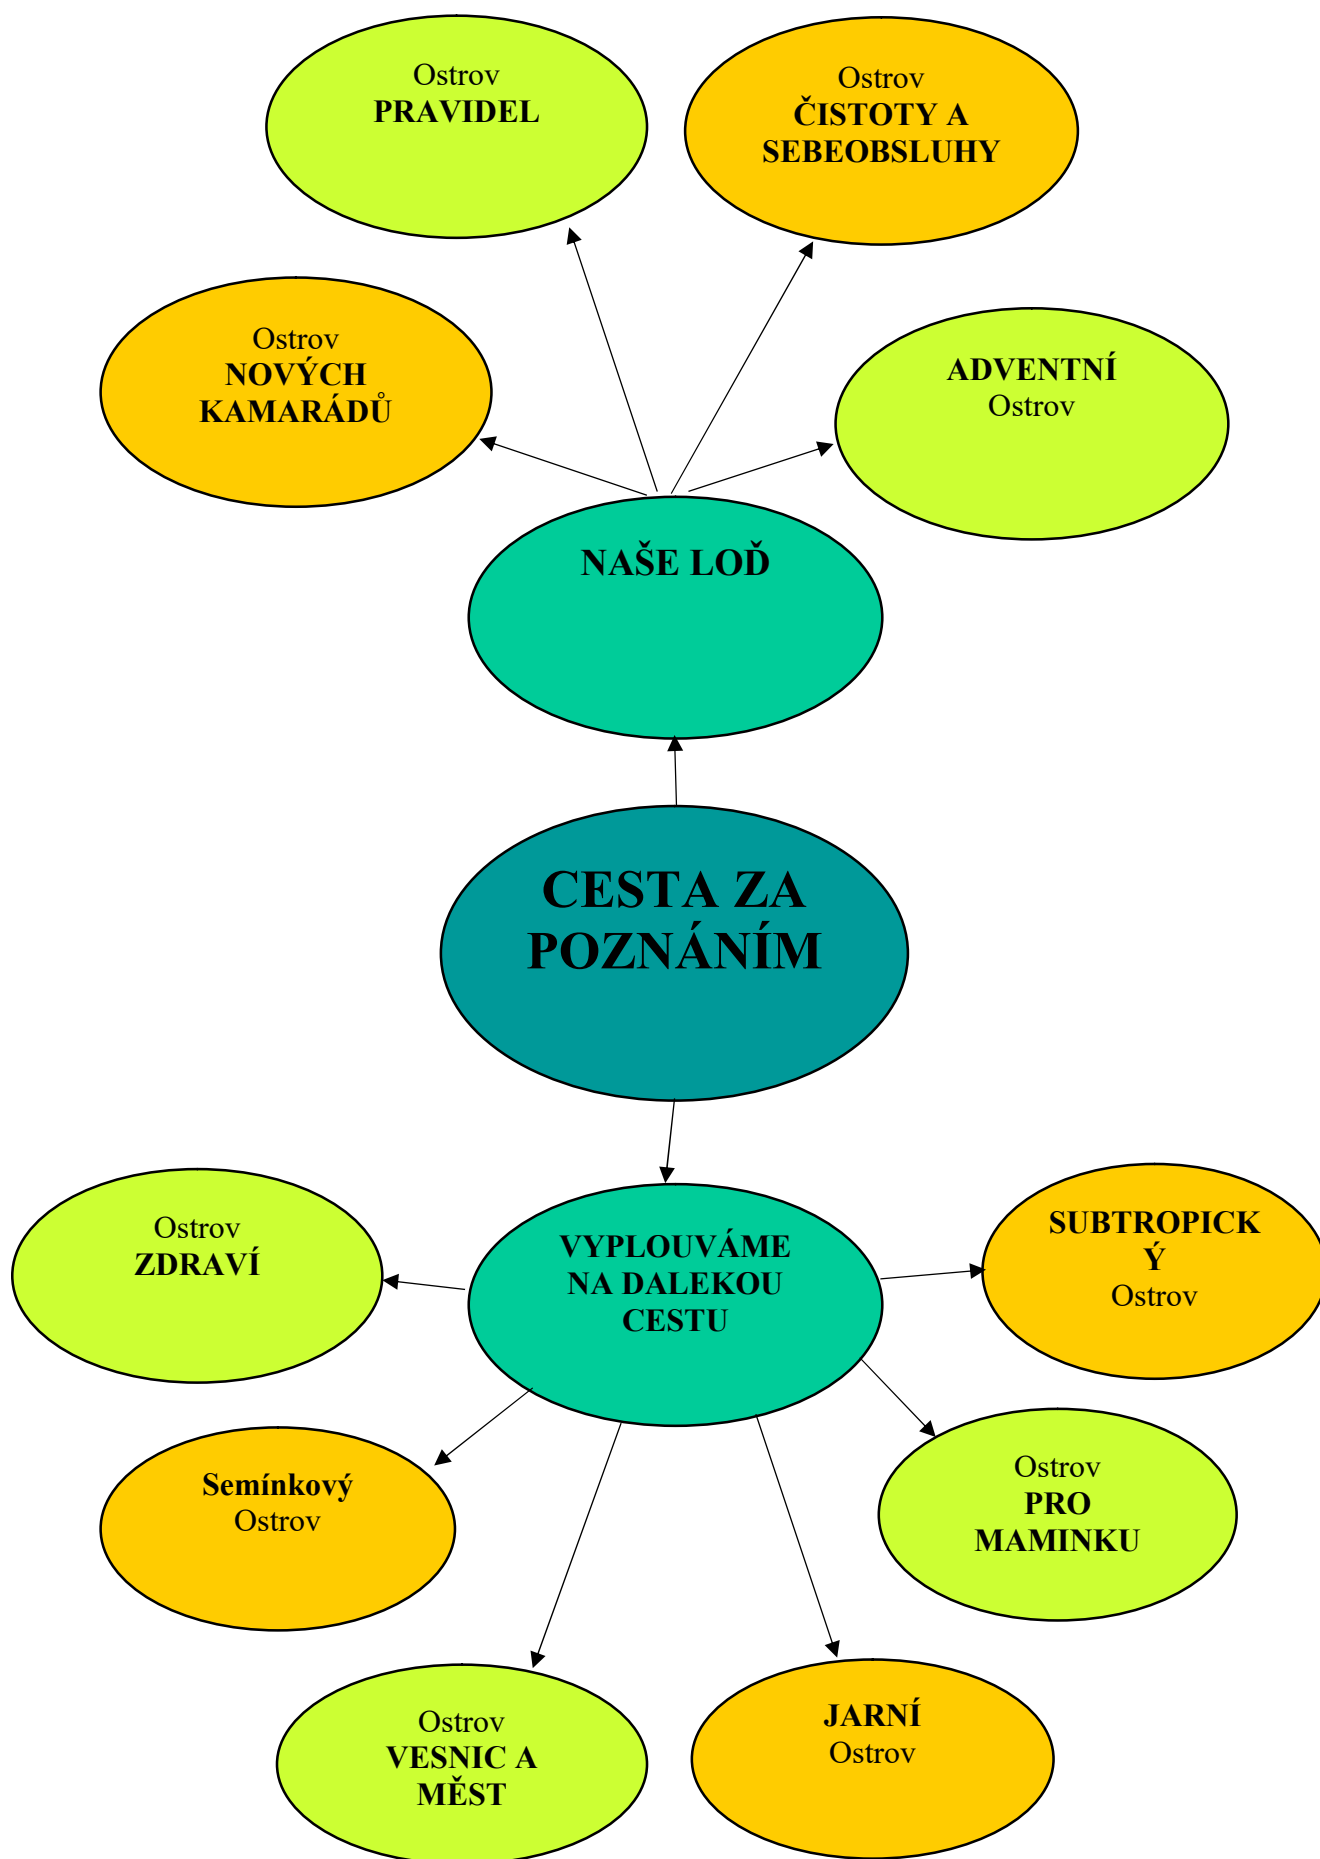 Ostrov
PRAVIDEL
Ostrov
ČISTOTY A
SEBEOBSLUHY
Ostrov
NOVÝCH
KAMARÁDŮ
ADVENTNÍ
Ostrov
NAŠE LOĎ
CESTA ZA
POZNÁNÍM
Ostrov
ZDRAVÍ
VYPLOUVÁME
NA DALEKOU
CESTU
SUBTROPICK
Ý
Ostrov
Semínkový
Ostrov
Ostrov
PRO
MAMINKU
Ostrov
VESNIC A
MĚST
JARNÍ
Ostrov